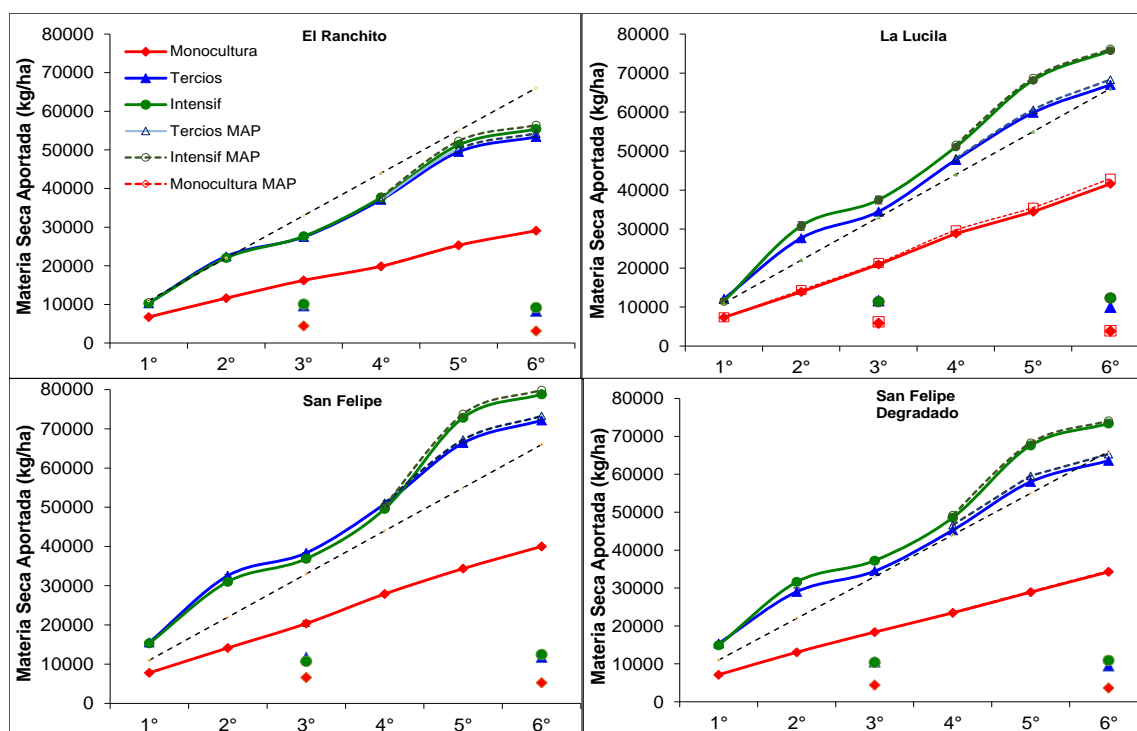 El Ranchito
Materia Seca Aportada (kg/ha)
80000
70000
60000
50000
40000
30000
20000
10000
0
Monocultura
Tercios
Intensif
Tercios MAP
Intensif MAP
Monocultura MAP
1° 2° 3° 4° 5° 6°
La Lucila
Materia Seca Aportada (kg/ha)
80000
70000
60000
50000
40000
30000
20000
10000
0
1° 2° 3° 4° 5° 6°
San Felipe
Materia Seca Aportada (kg/ha)
80000
70000
60000
50000
40000
30000
20000
10000
0
1° 2° 3° 4° 5° 6°
San Felipe
Degradado
Materia Seca Aportada (kg/ha)
80000
70000
60000
50000
40000
30000
20000
10000
0
1° 2° 3° 4° 5° 6°